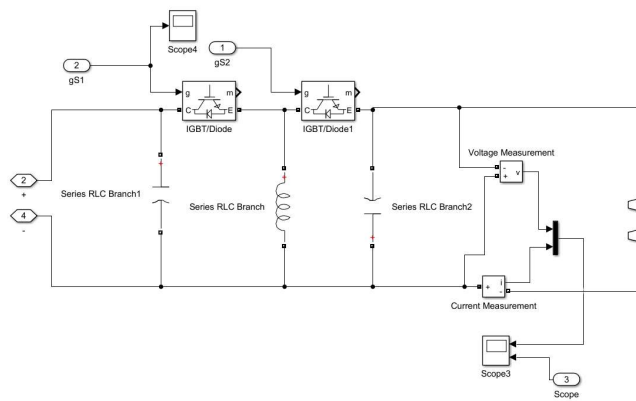 Scope4
1
gS2
2
gS1
g
m
C
E
IGBT/Diode
g
m
C
E
IGBT/Diode1
Voltage Measurement
-
+
v
2
+
4
-
Series RLC Branch1
+
Series RLC Branch
+
Series RLC Branch2
+
+
i
-
Current Measurement
Scope3
3
Scope